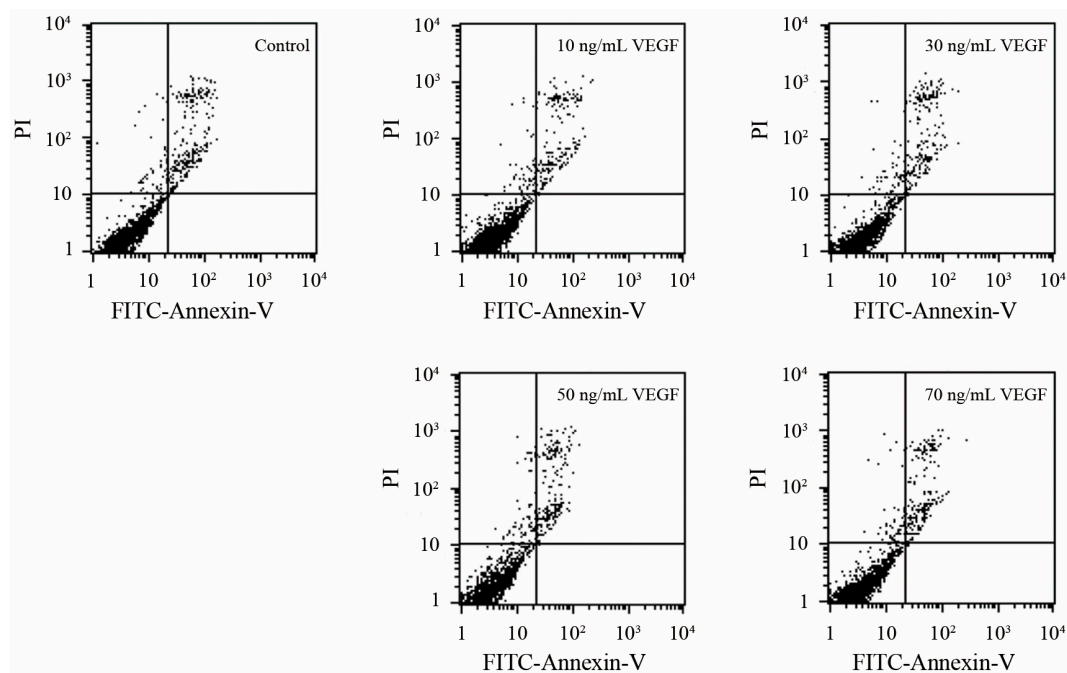 Control
PI
10⁴
10³
10²
10
1
1 10 10² 10³ 10⁴
FITC-Annexin-V
10 ng/mL VEGF
PI
10⁴
10³
10²
10
1
1 10 10² 10³ 10⁴
FITC-Annexin-V
30 ng/mL VEGF
PI
10⁴
10³
10²
10
1
1 10 10² 10³ 10⁴
FITC-Annexin-V
50 ng/mL VEGF
PI
10⁴
10³
10²
10
1
1 10 10² 10³ 10⁴
FITC-Annexin-V
70 ng/mL VEGF
PI
10⁴
10³
10²
10
1
1 10 10² 10³ 10⁴
FITC-Annexin-V